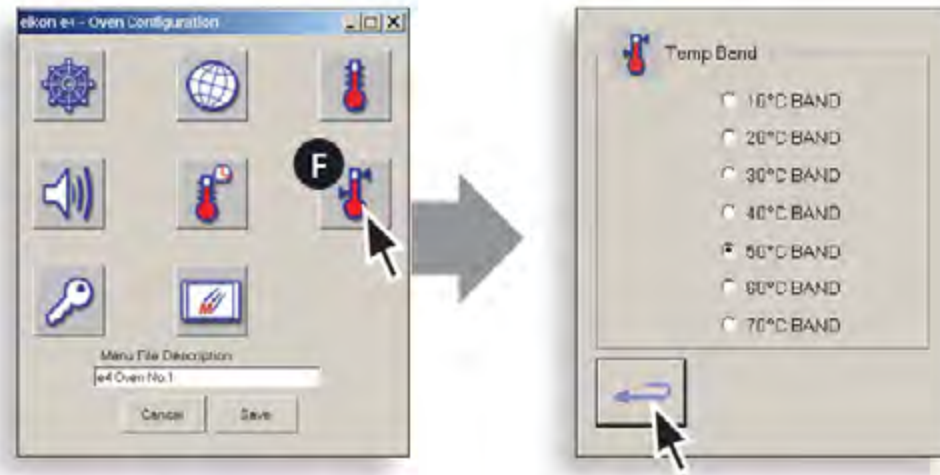 eikon e4 - Oven Configuration
F
Menu File Description
e4 Oven No.1
Cancel
Save
Temp Band
10°C BAND
20°C BAND
30°C BAND
40°C BAND
50°C BAND
60°C BAND
70°C BAND